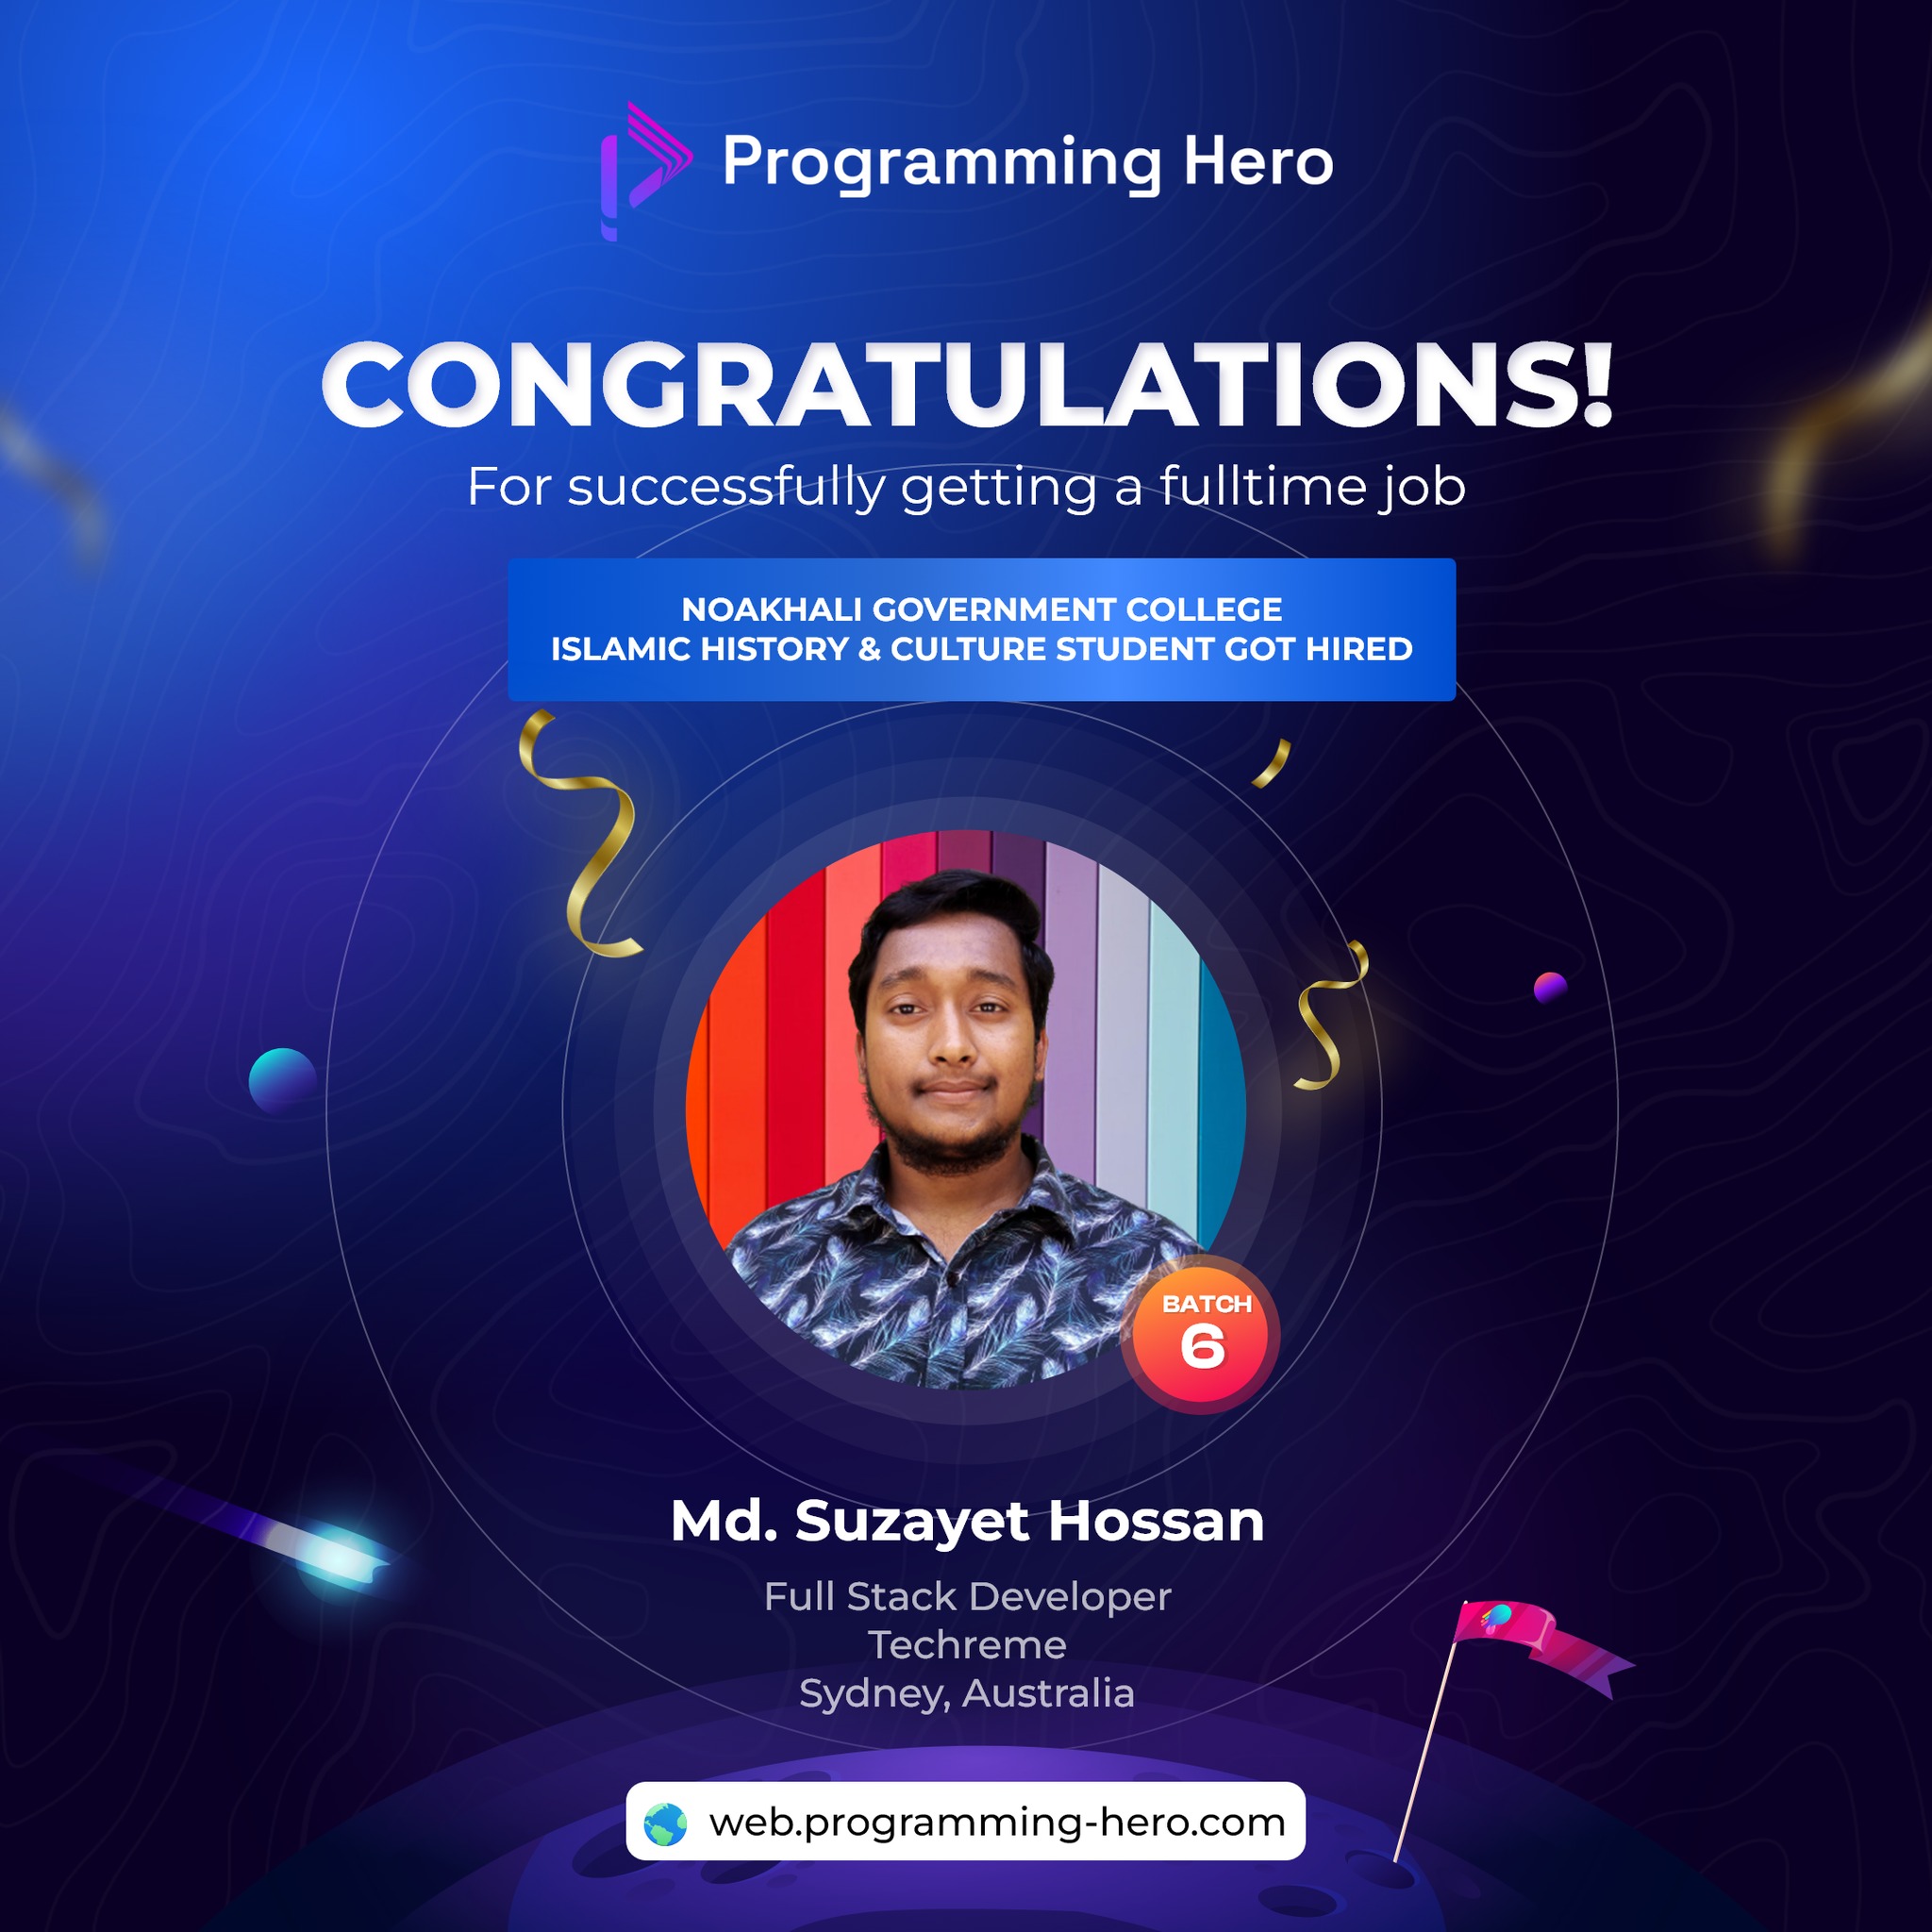 Programming Hero
CONGRATULATIONS!
For successfully getting a fulltime job
NOAKHALI GOVERNMENT COLLEGE
ISLAMIC HISTORY & CULTURE STUDENT GOT HIRED
BATCH
6
Md. Suzayet Hossan
Full Stack Developer
Techreme
Sydney, Australia
web.programming-hero.com